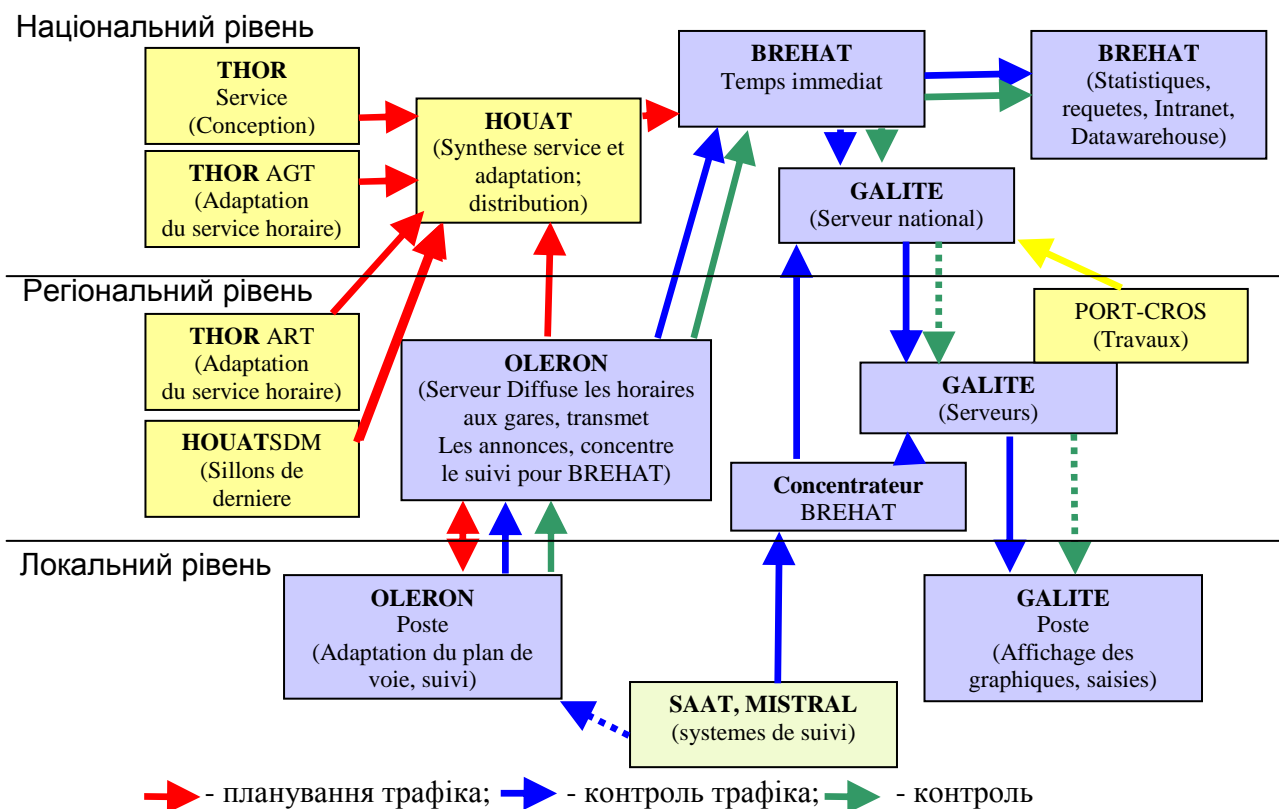 Національний рівень
THOR
Service
(Conception)
THOR AGT
(Adaptation
du service horaire)
HOUAT
(Synthese service et
adaptation;
distribution)
BREHAT
Temps immediat
BREHAT
(Statistiques,
requetes, Intranet,
Datawarehouse)
GALITE
(Serveur national)
Регіональний рівень
THOR ART
(Adaptation
du service horaire)
HOUATSDM
(Sillons de
derniere
OLERON
(Serveur Diffuse les horaires
aux gares, transmet
Les annonces, concentre
le suivi pour BREHAT)
PORT-CROS
(Travaux)
GALITE
(Serveurs)
Concentrateur
BREHAT
Локальний рівень
OLERON
Poste
(Adaptation du plan de
voie, suivi)
SAAT, MISTRAL
(systemes de suivi)
GALITE
Poste
(Affichage des
graphiques, saisies)
- планування трафіка; - контроль трафіка; - контроль